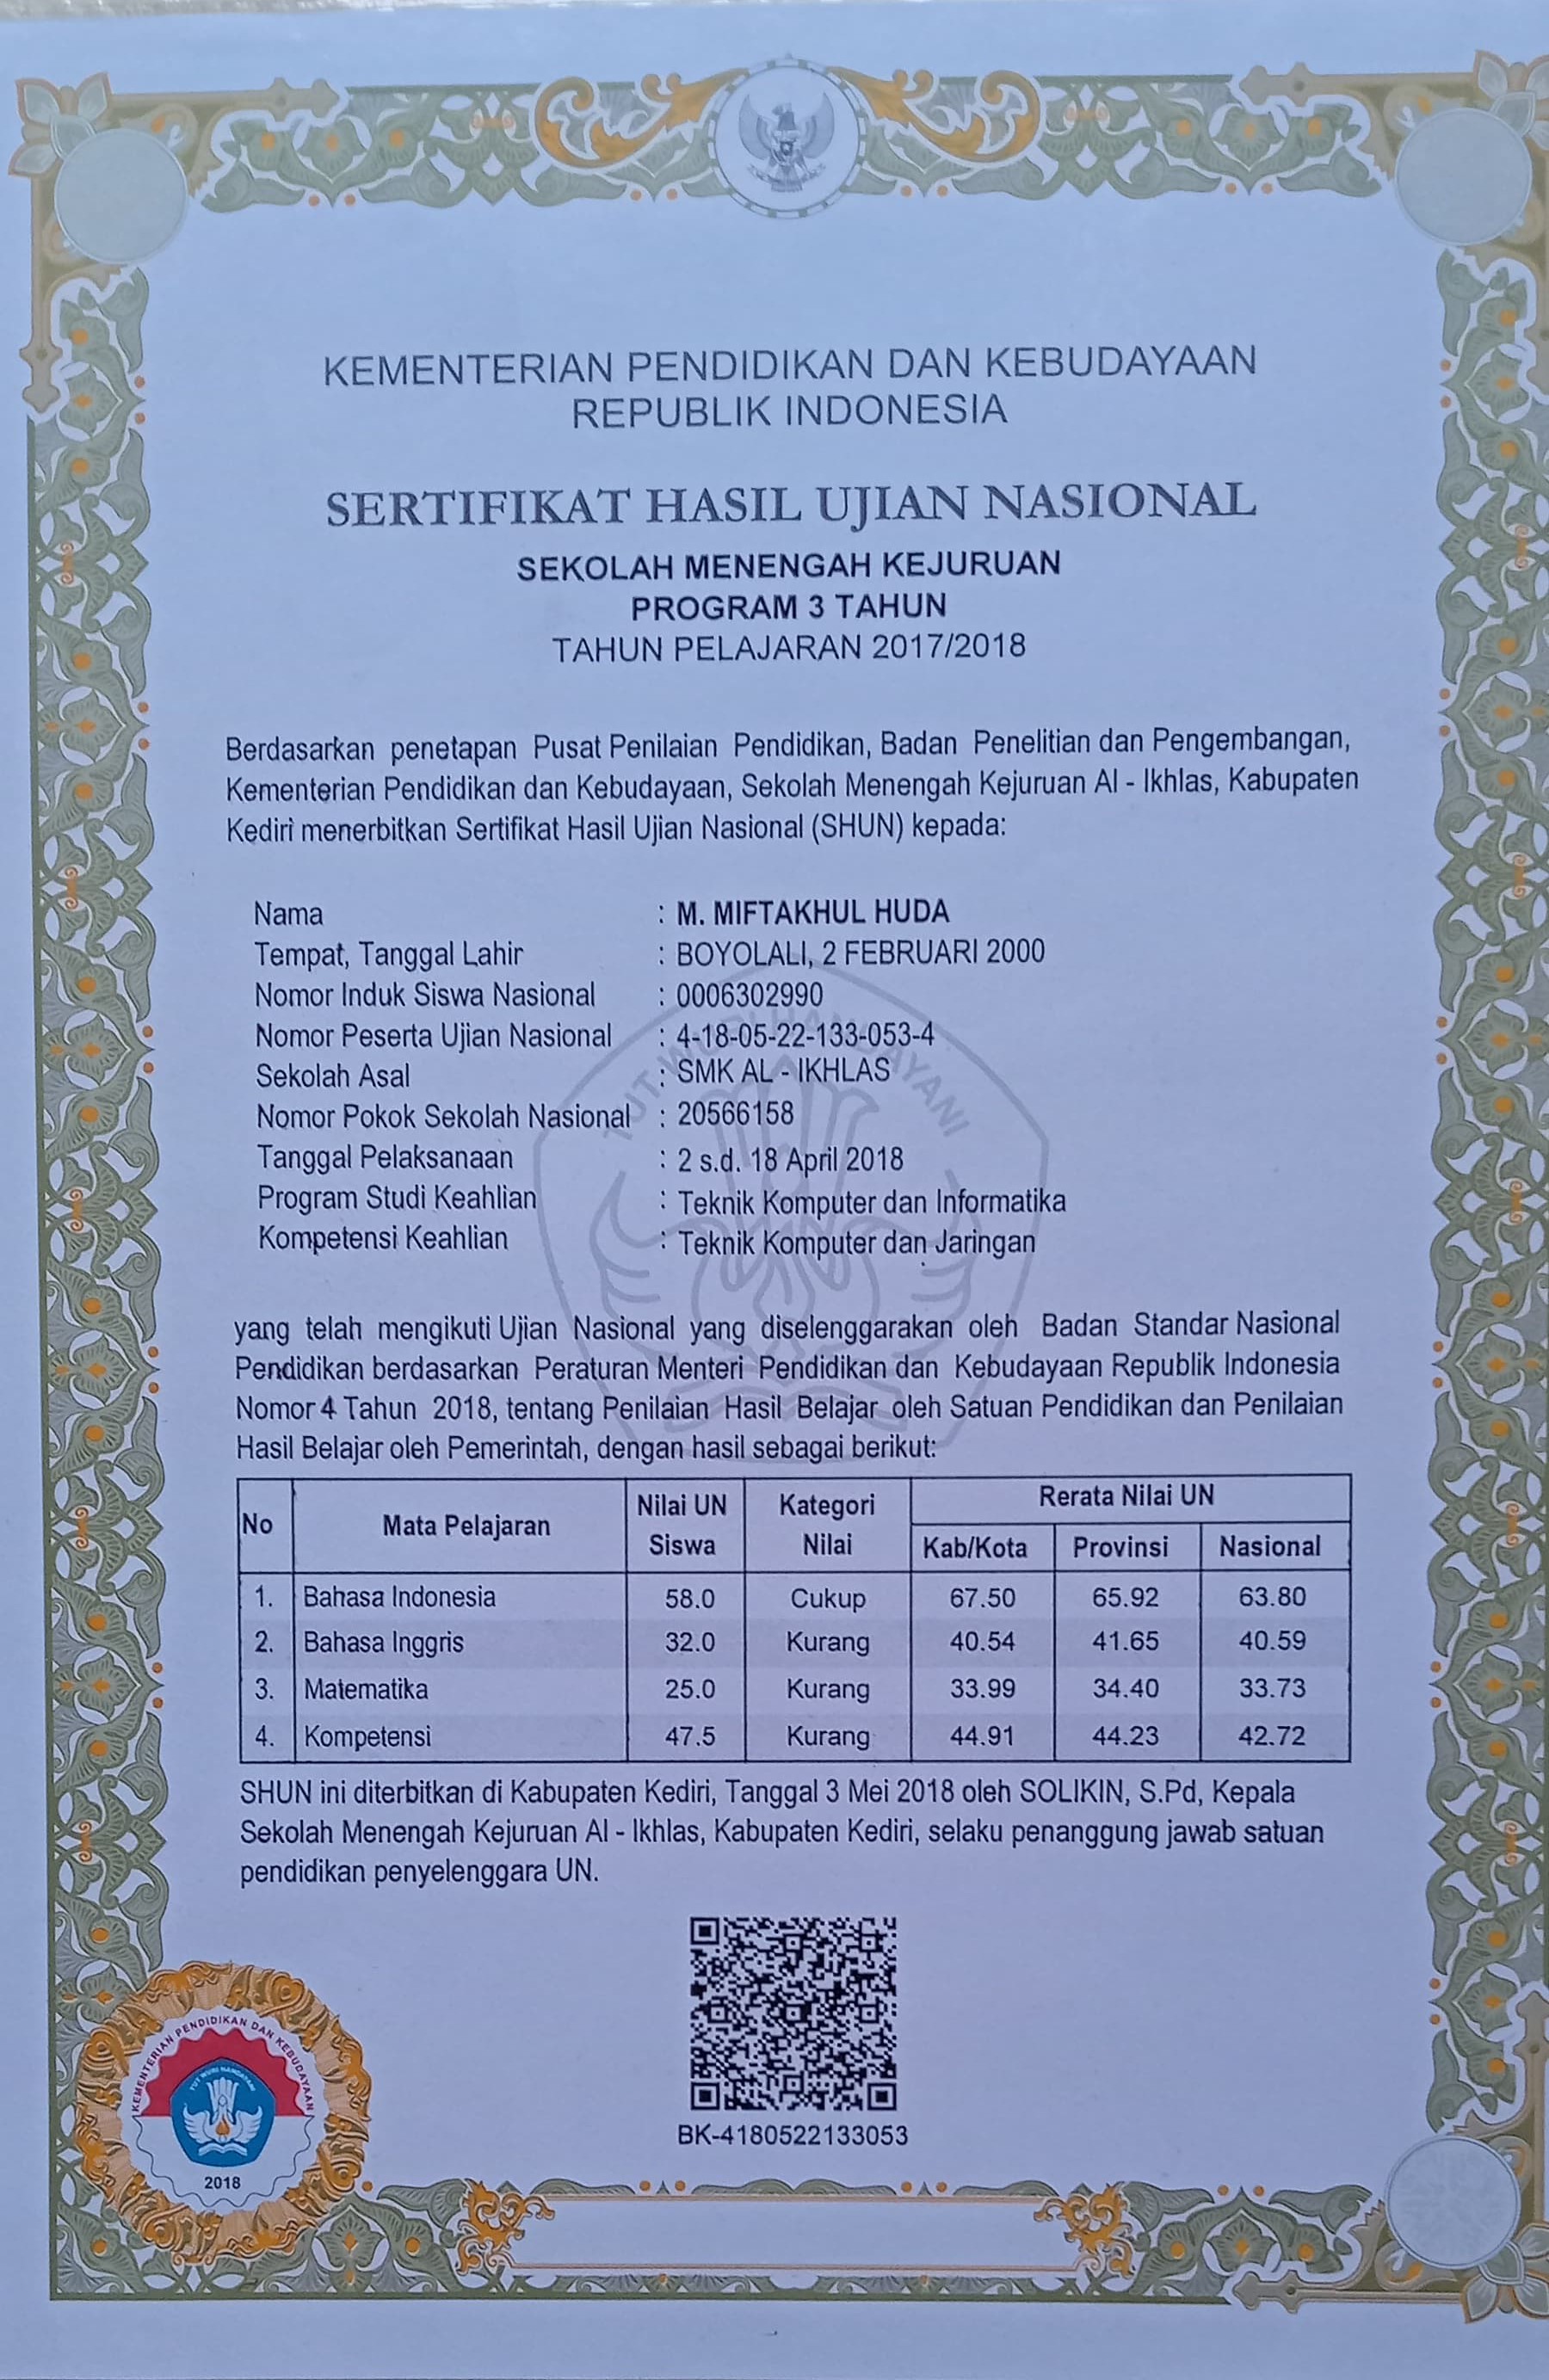 KEMENTERIAN PENDIDIKAN DAN KEBUDAYAAN
REPUBLIK INDONESIA
SERTIFIKAT HASIL UJIAN NASIONAL
SEKOLAH MENENGAH KEJURUAN
PROGRAM 3 TAHUN
TAHUN PELAJARAN 2017/2018
Berdasarkan penetapan Pusat Penilaian Pendidikan, Badan Penelitian dan Pengembangan,
Kementerian Pendidikan dan Kebudayaan, Sekolah Menengah Kejuruan Al - Ikhlas, Kabupaten
Kediri menerbitkan Sertifikat Hasil Ujian Nasional (SHUN) kepada:
Nama : M. MIFTAKHUL HUDA
Tempat, Tanggal Lahir : BOYOLALI, 2 FEBRUARI 2000
Nomor Induk Siswa Nasional : 0006302990
Nomor Peserta Ujian Nasional : 4-18-05-22-133-053-4
Sekolah Asal : SMK AL - IKHLAS
Nomor Pokok Sekolah Nasional : 20566158
Tanggal Pelaksanaan : 2 s.d. 18 April 2018
Program Studi Keahlian : Teknik Komputer dan Informatika
Kompetensi Keahlian : Teknik Komputer dan Jaringan
TUT WURI HANDAYANI
yang telah mengikuti Ujian Nasional yang diselenggarakan oleh Badan Standar Nasional
Pendidikan berdasarkan Peraturan Menteri Pendidikan dan Kebudayaan Republik Indonesia
Nomor 4 Tahun 2018, tentang Penilaian Hasil Belajar oleh Satuan Pendidikan dan Penilaian
Hasil Belajar oleh Pemerintah, dengan hasil sebagai berikut:
No Mata Pelajaran Nilai UN Siswa Kategori Nilai Rerata Nilai UN
Kab/Kota Provinsi Nasional
1. Bahasa Indonesia 58.0 Cukup 67.50 65.92 63.80
2. Bahasa Inggris 32.0 Kurang 40.54 41.65 40.59
3. Matematika 25.0 Kurang 33.99 34.40 33.73
4. Kompetensi 47.5 Kurang 44.91 44.23 42.72
SHUN ini diterbitkan di Kabupaten Kediri, Tanggal 3 Mei 2018 oleh SOLIKIN, S.Pd, Kepala
Sekolah Menengah Kejuruan Al - Ikhlas, Kabupaten Kediri, selaku penanggung jawab satuan
pendidikan penyelenggara UN.
BK-4180522133053
KEMENTERIAN PENDIDIKAN DAN KEBUDAYAAN
TUT WURI HANDAYANI
2018